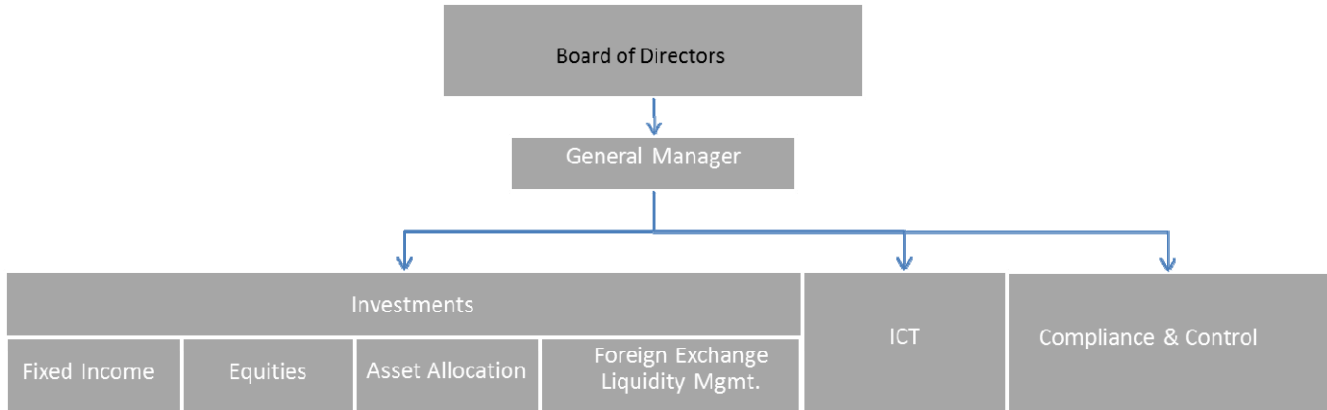 Board of Directors
General Manager
Investments
ICT
Compliance & Control
Fixed Income
Equities
Asset Allocation
Foreign Exchange
Liquidity Mgmt.